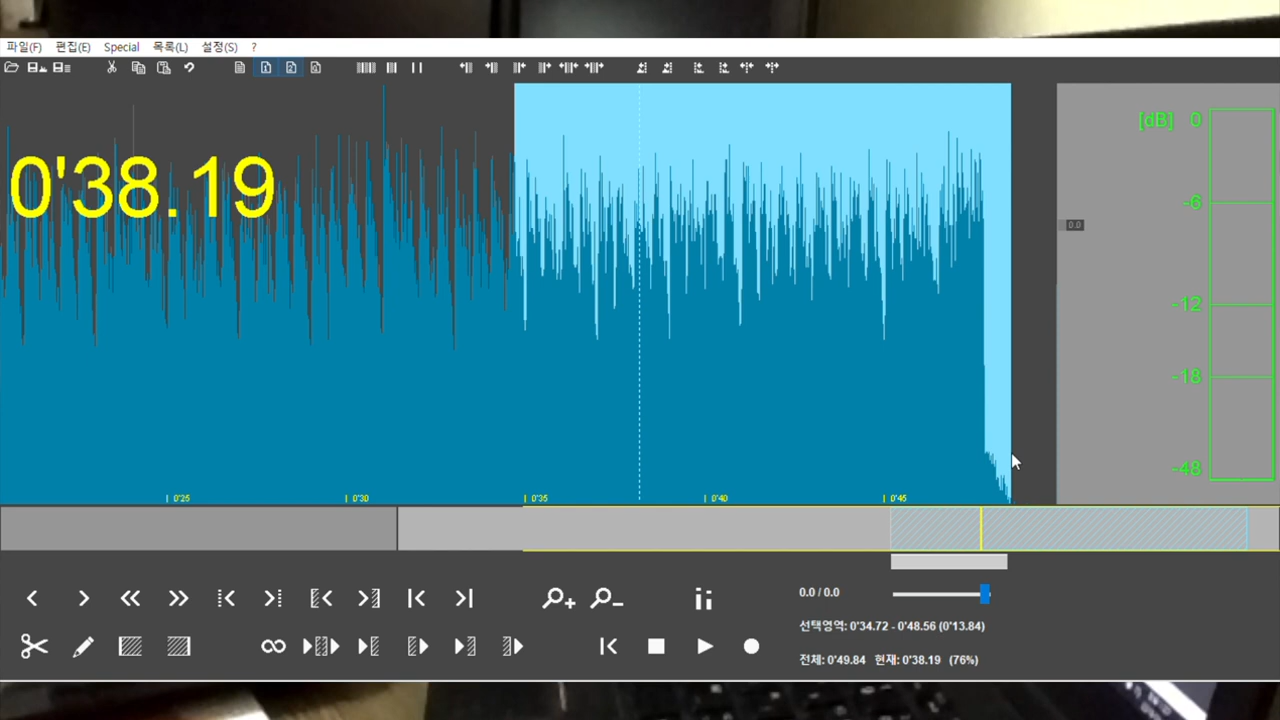 파일(F) 편집(E) Special 목록(L) 설정(S) ?
0'38.19
[dB] 0
-6
0.0
-12
-18
-48
0'25 0'30 0'35 0'40 0'45
0.0 / 0.0
선택영역: 0'34.72 - 0'48.56 (0'13.84)
전체: 0'49.84 현재: 0'38.19 (76%)